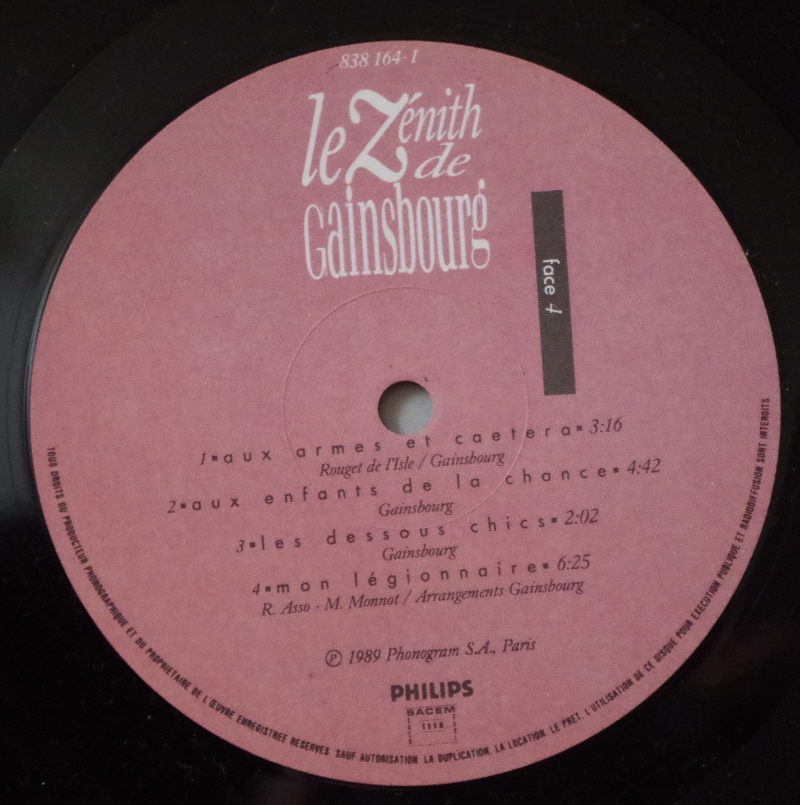 838 164-1
le Zénith
de
Gainsbourg
face 4
1▪aux armes et caetera▪3:16
Rouget de l'Isle / Gainsbourg
2▪aux enfants de la chance▪4:42
Gainsbourg
3▪les dessous chics▪2:02
Gainsbourg
4▪mon légionnaire▪6:25
R. Asso - M. Monnot / Arrangements Gainsbourg
℗ 1989 Phonogram S.A., Paris
PHILIPS
SACEM
TOUS DROITS DU PRODUCTEUR PHONOGRAPHIQUE ET DU PROPRIETAIRE DE L'ŒUVRE ENREGISTREE RESERVES. SAUF AUTORISATION, LA DUPLICATION, LA LOCATION, LE PRET, L'UTILISATION DE CE DISQUE POUR EXECUTION PUBLIQUE ET RADIODIFFUSION SONT INTERDITS